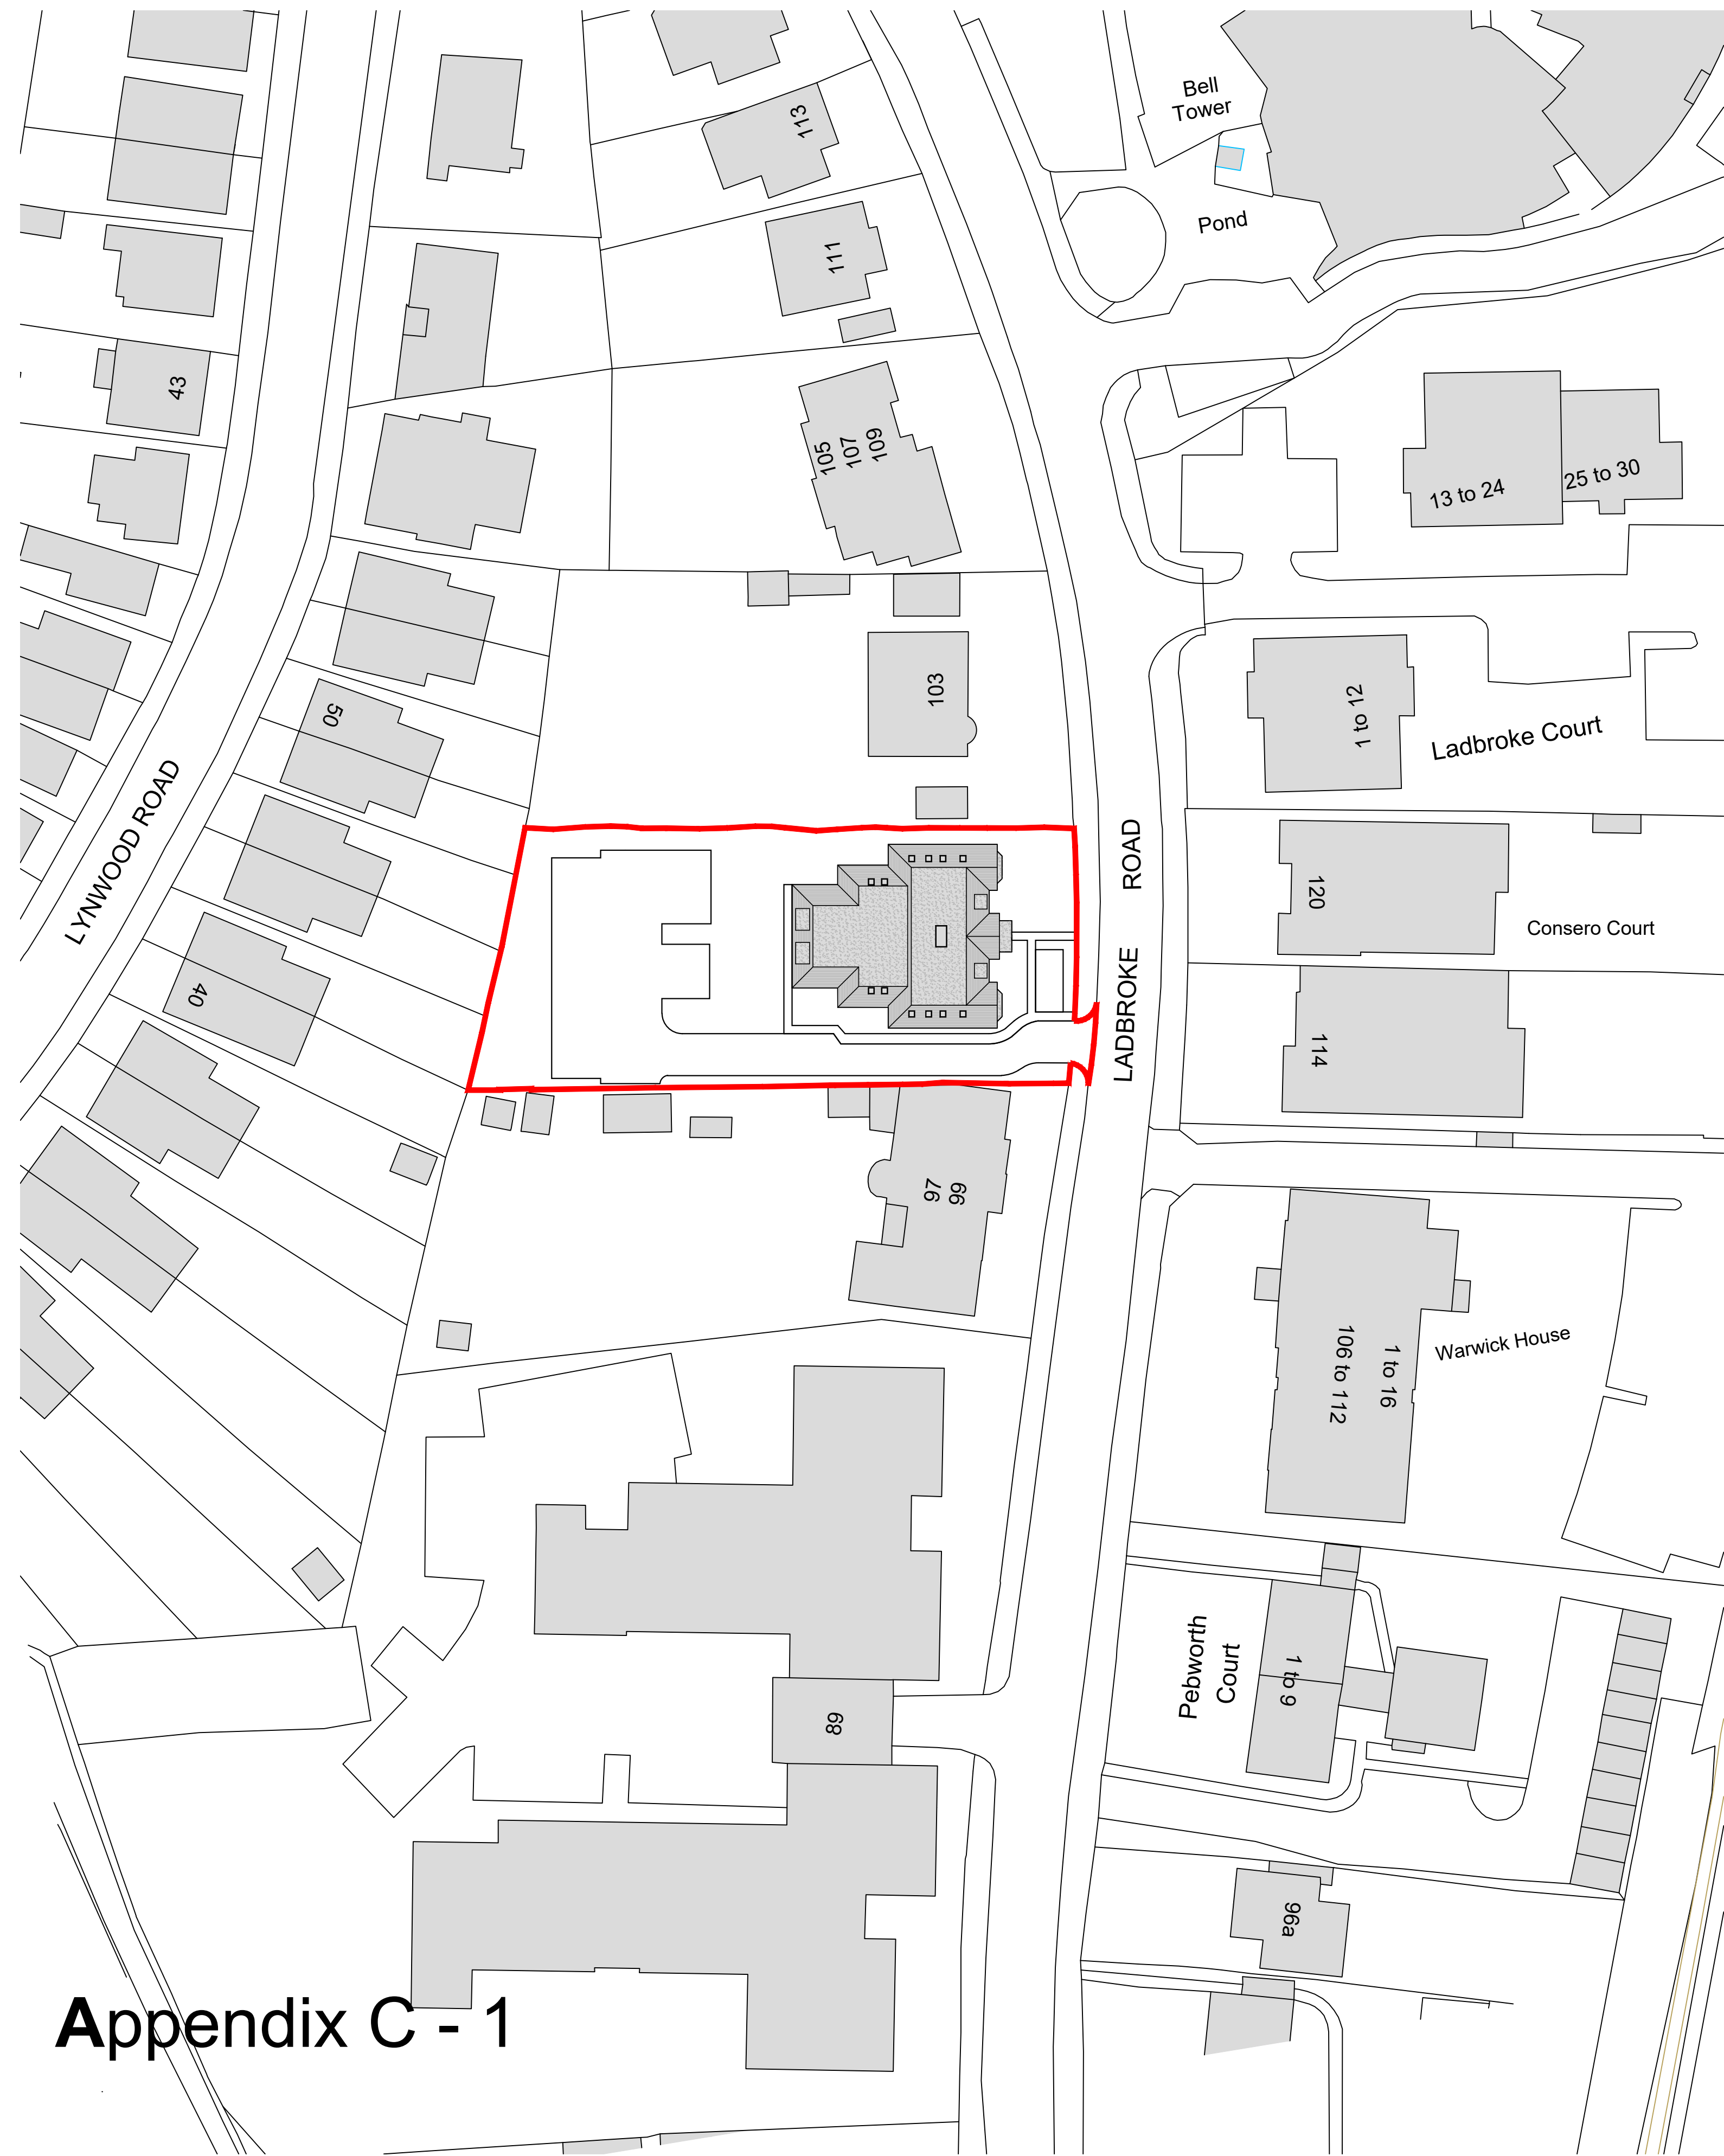 Bell
Tower
113
Pond
111
43
105
107
109
13 to 24
25 to 30
103
50
1 to 12
Ladbroke Court
LYNWOOD ROAD
LADBROKE ROAD
120
Consero Court
40
114
97
99
106 to 112
1 to 16
Warwick House
Pebworth
Court
1 to 9
89
96a
Appendix C - 1